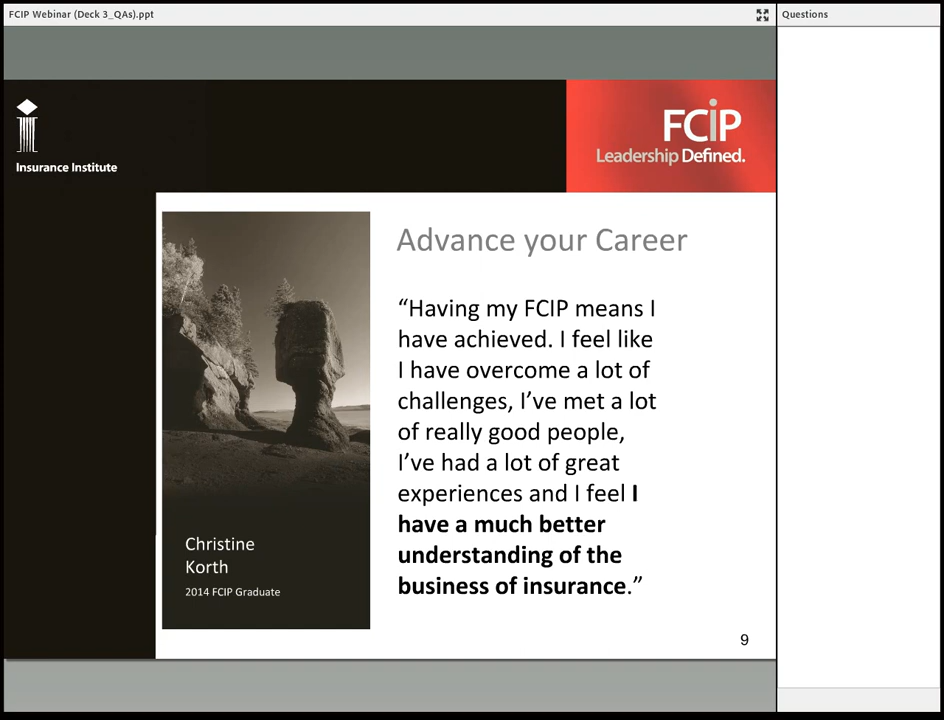 FCIP Webinar (Deck 3_QAs).ppt
Questions
Insurance Institute
FCIP
Leadership Defined.
Advance your Career
“Having my FCIP means I
have achieved. I feel like
I have overcome a lot of
challenges, I’ve met a lot
of really good people,
I’ve had a lot of great
experiences and I feel I
have a much better
understanding of the
business of insurance.”
Christine
Korth
2014 FCIP Graduate
9